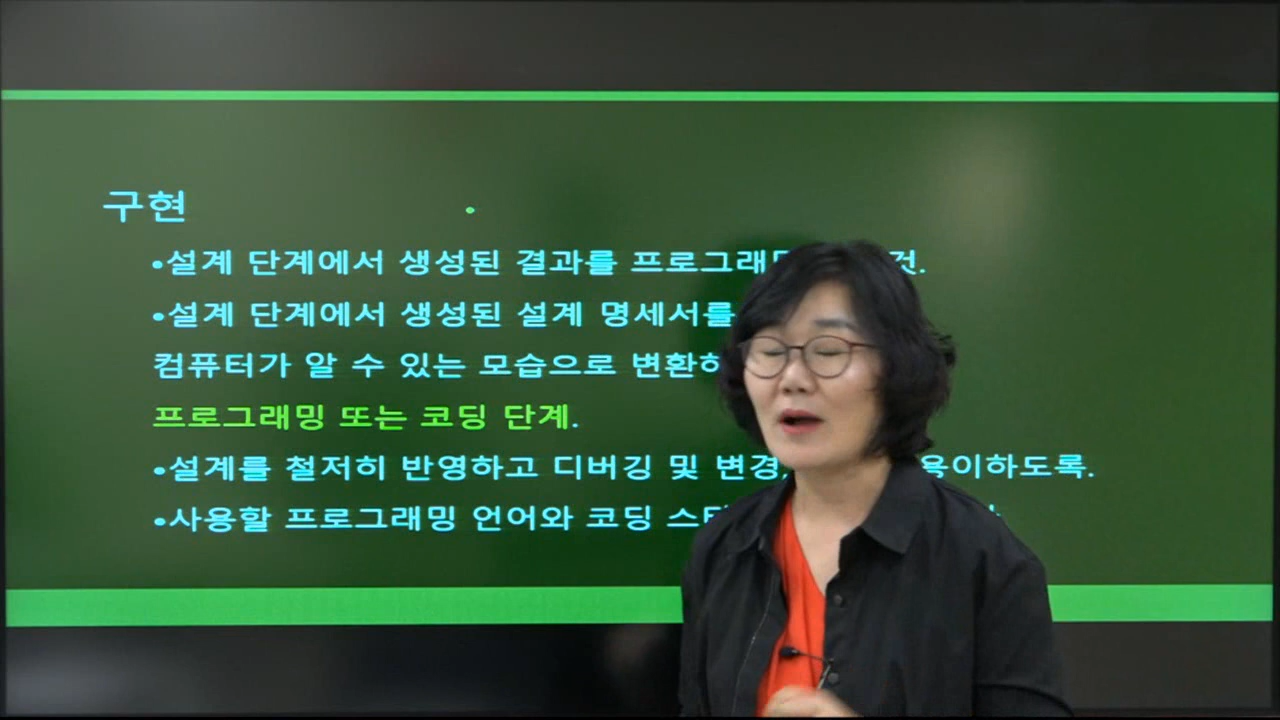 구현
•설계 단계에서 생성된 결과를 프로그래 것.
•설계 단계에서 생성된 설계 명세서를
컴퓨터가 알 수 있는 모습으로
프로그래밍 또는 코딩 단계.
•설계를 철저히 반영하고 디버깅 및 변경, 용이하도록.
•사용할 프로그래밍 언어와 코딩